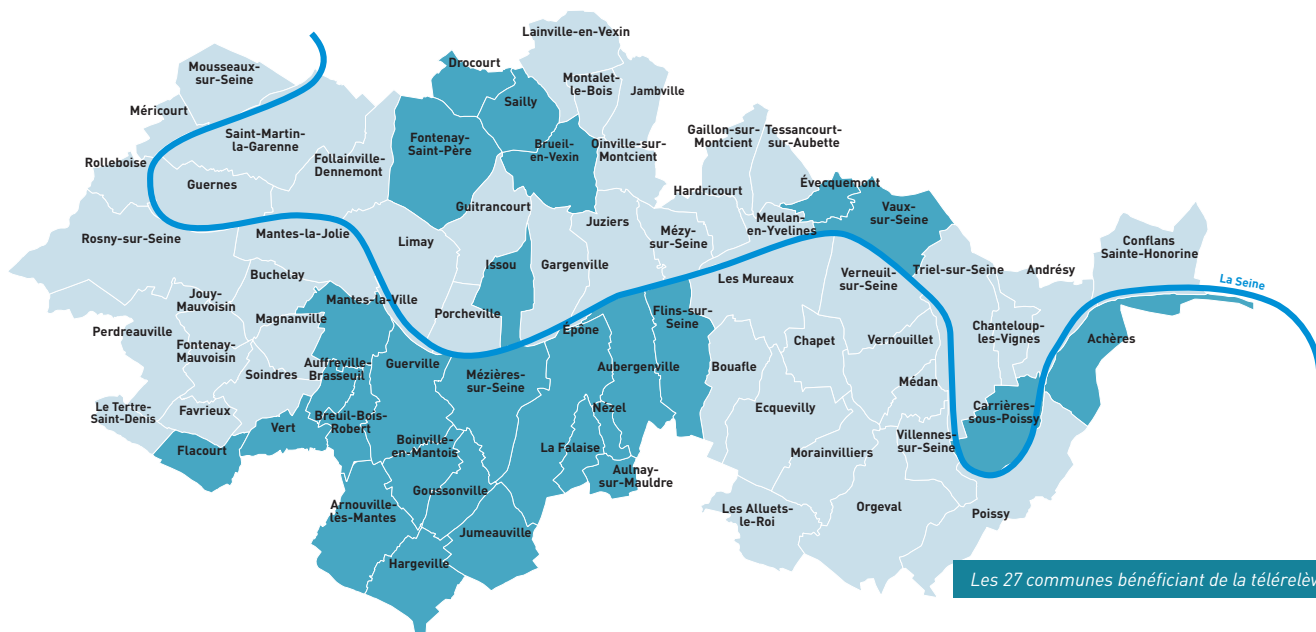 Lainville-en-Vexin
Drocourt
Mousseaux-
sur-Seine
Montalet-
le-Bois
Jambville
Sailly
Méricourt
Saint-Martin-
la-Garenne
Fontenay-
Saint-Père
Brueil-
en-Vexin
Oinville-sur-
Montcient
Gaillon-sur-
Montcient
Tessancourt-
sur-Aubette
Rolleboise
Follainville-
Dennemont
Guernes
Hardricourt
Évecquemont
Vaux-
sur-Seine
Guitrancourt
Juziers
Meulan-
en-Yvelines
Mézy-
sur-Seine
Rosny-sur-Seine
Mantes-la-Jolie
Limay
Conflans
Sainte-Honorine
Issou
Gargenville
Buchelay
Les Mureaux
Verneuil-
sur-Seine
Triel-sur-Seine
Andrésy
La Seine
Jouy-
Mauvoisin
Mantes-la-Ville
Magnanville
Porcheville
Flins-sur-
Seine
Perdreauville
Épône
Chanteloup-
les-Vignes
Achères
Fontenay-
Mauvoisin
Chapet
Vernouillet
Auffreville-
Brasseuil
Guerville
Mézières-
sur-Seine
Aubergenville
Bouafle
Soindres
Médan
Le Tertre-
Saint-Denis
Favrieux
Breuil-Bois-
Robert
Nézel
Ecquevilly
Carrières-
sous-Poissy
Vert
Flacourt
Boinville-
en-Mantois
La Falaise
Villennes-
sur-Seine
Morainvilliers
Aulnay-
sur-Mauldre
Goussonville
Arnouville-
lès-Mantes
Les Alluets-
le-Roi
Orgeval
Poissy
Jumeauville
Hargeville
Les 27 communes bénéficiant de la télérelèv